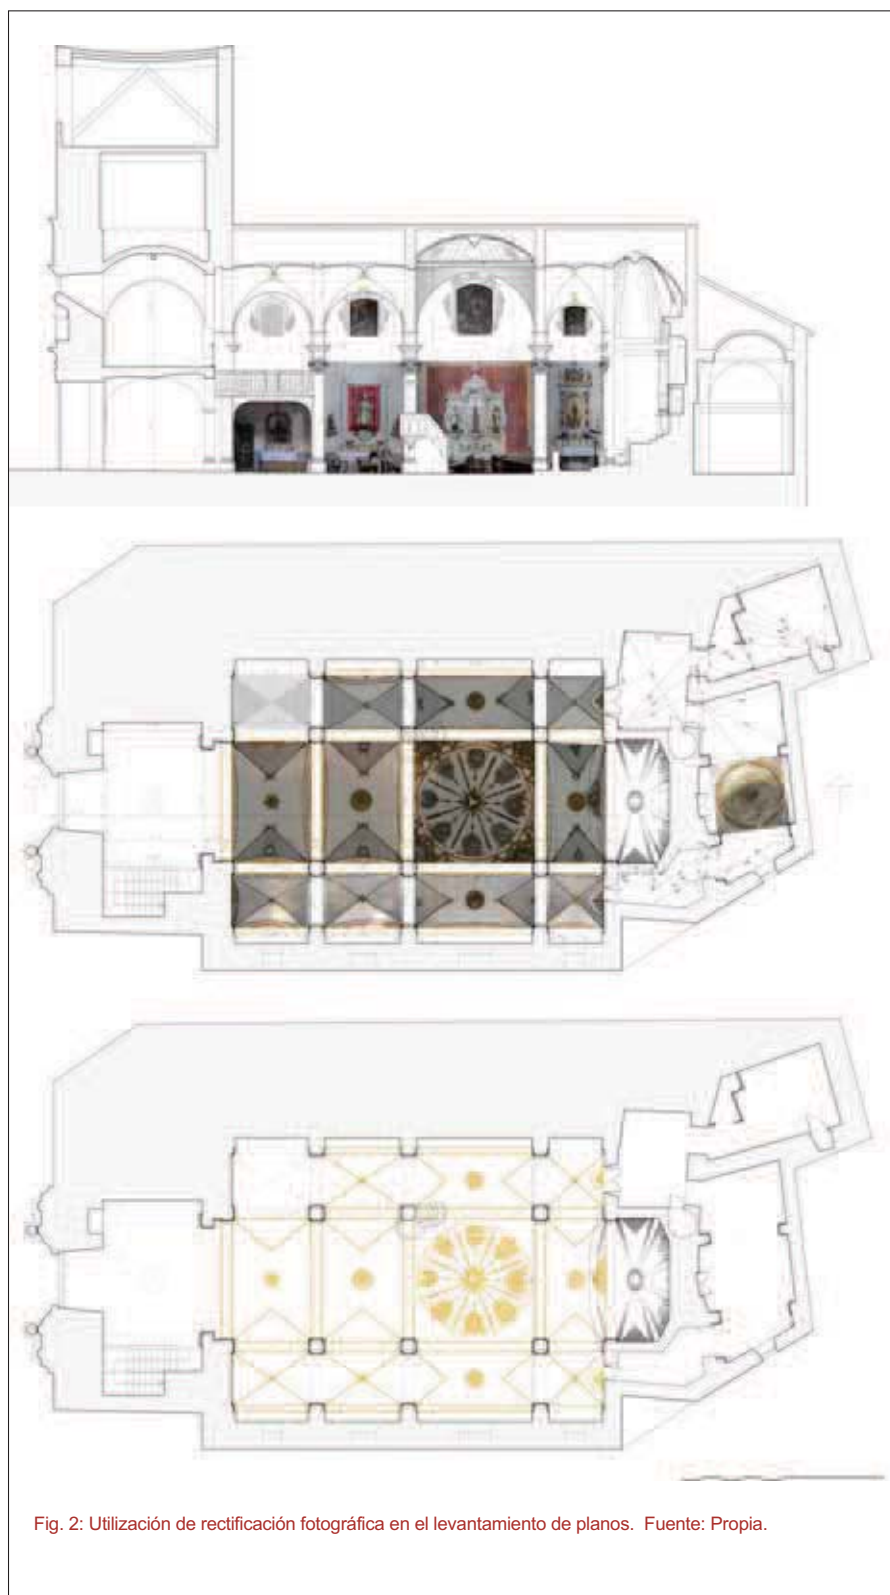 Fig. 2: Utilización de rectificación fotográfica en el levantamiento de planos. Fuente: Propia.